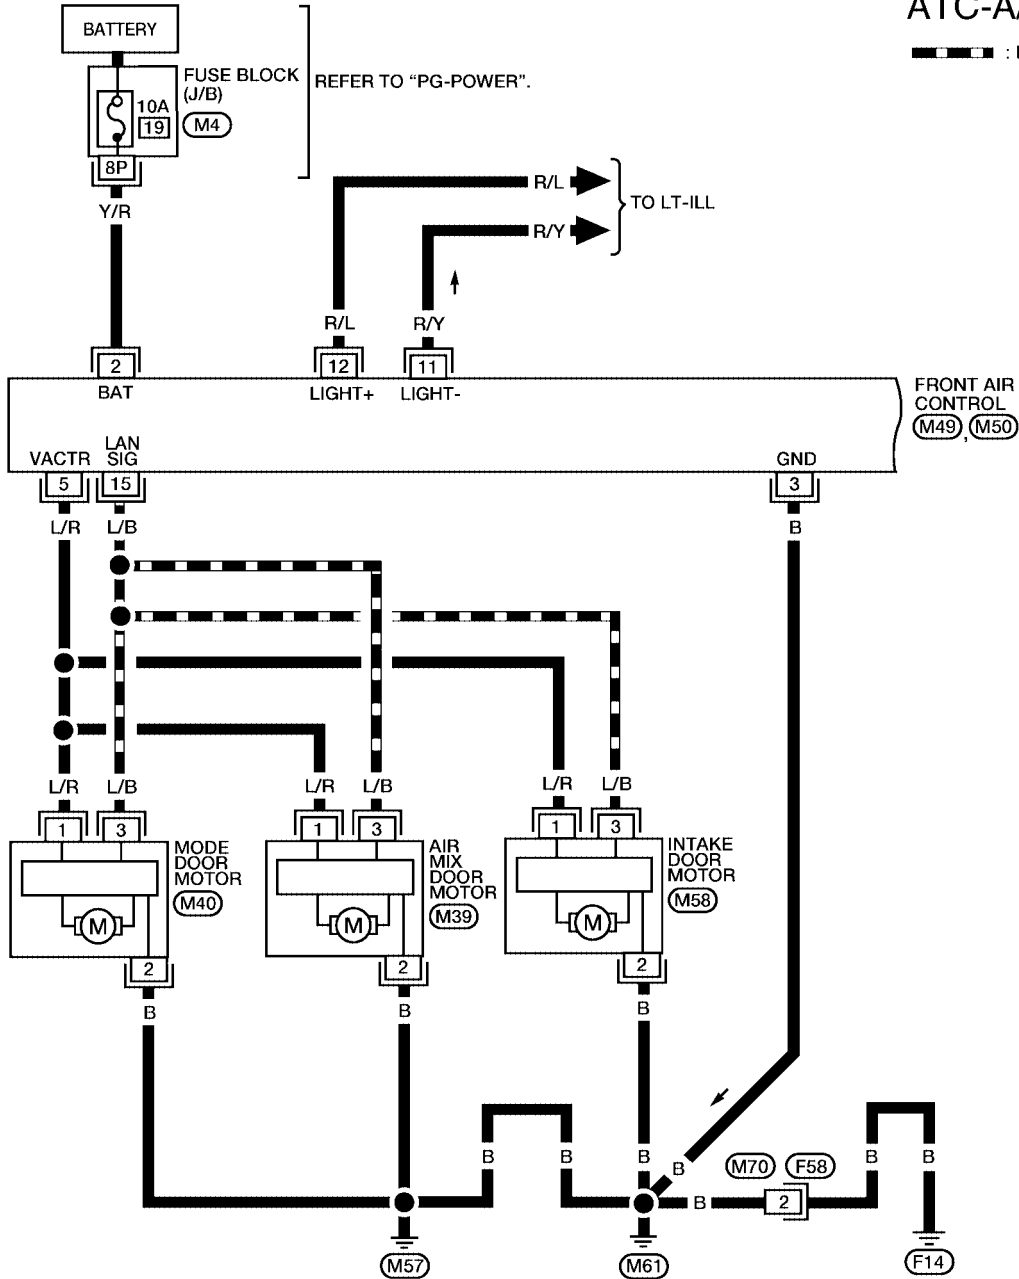 ATC-A/
: L
BATTERY
FUSE BLOCK
(J/B)
10A
19
M4
REFER TO “PG-POWER”.
8P
Y/R
R/L
R/Y
TO LT-ILL
R/L
R/Y
2
12
11
BAT
LIGHT+
LIGHT-
FRONT AIR
CONTROL
M49 , M50
VACTR
LAN
SIG
GND
5
15
3
L/R
L/B
B
L/R
L/B
L/R
L/B
L/R
L/B
1
3
1
3
1
3
MODE
DOOR
MOTOR
M40
AIR
MIX
DOOR
MOTOR
M39
INTAKE
DOOR
MOTOR
M58
M
M
M
2
2
2
B
B
B
B
B
B
B
M70
F58
B
B
B
2
M57
M61
F14